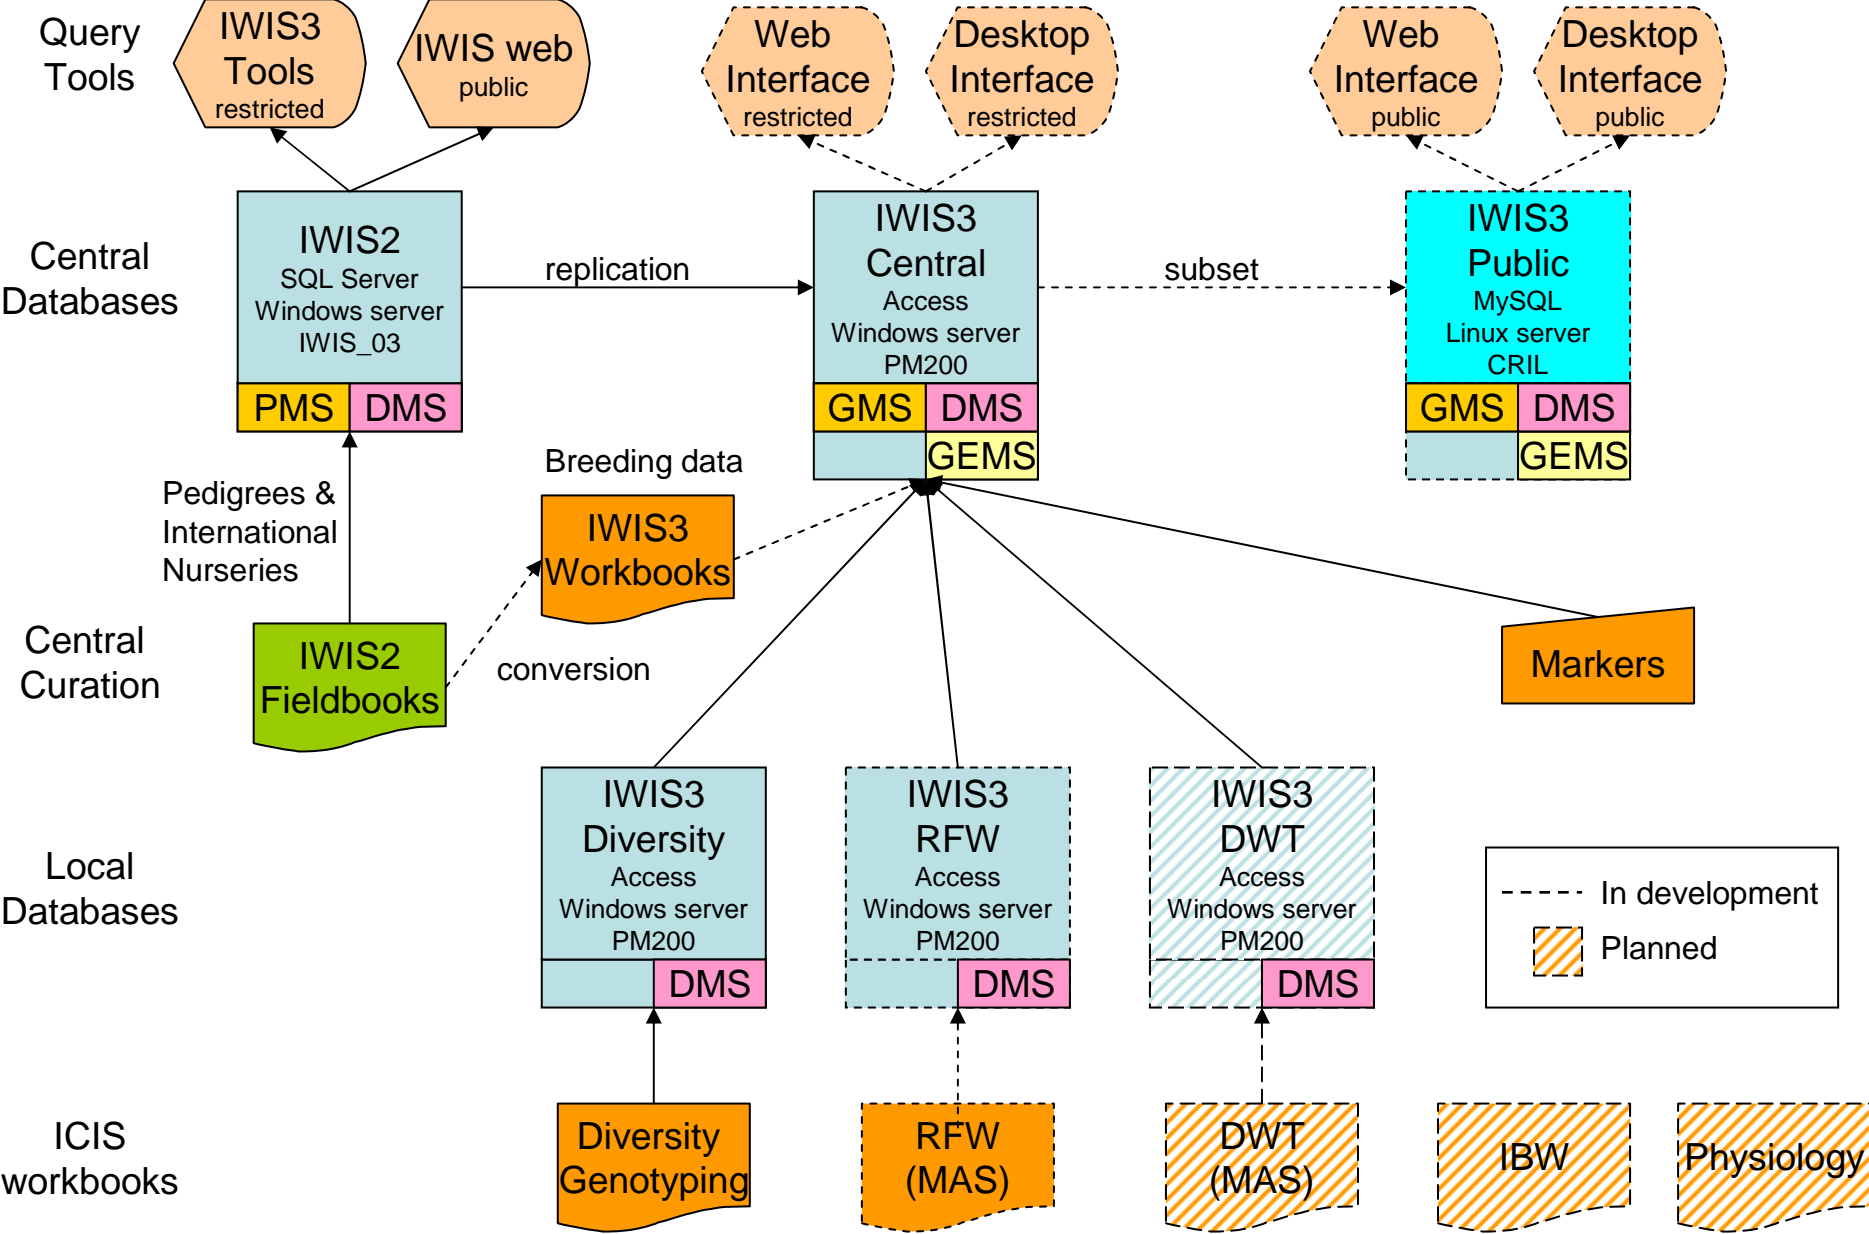 Query
Tools
IWIS3
Tools
restricted
IWIS web
public
Web
Interface
restricted
Desktop
Interface
restricted
Web
Interface
public
Desktop
Interface
public
Central
Databases
IWIS2
SQL Server
Windows server
IWIS_03
PMS
DMS
replication
IWIS3
Central
Access
Windows server
PM200
GMS
DMS
GEMS
subset
IWIS3
Public
MySQL
Linux server
CRIL
GMS
DMS
GEMS
Pedigrees &
International
Nurseries
Breeding data
IWIS3
Workbooks
Central
Curation
IWIS2
Fieldbooks
conversion
Markers
Local
Databases
IWIS3
Diversity
Access
Windows server
PM200
DMS
IWIS3
RFW
Access
Windows server
PM200
DMS
IWIS3
DWT
Access
Windows server
PM200
DMS
In development
Planned
ICIS
workbooks
Diversity
Genotyping
RFW
(MAS)
DWT
(MAS)
IBW
Physiology